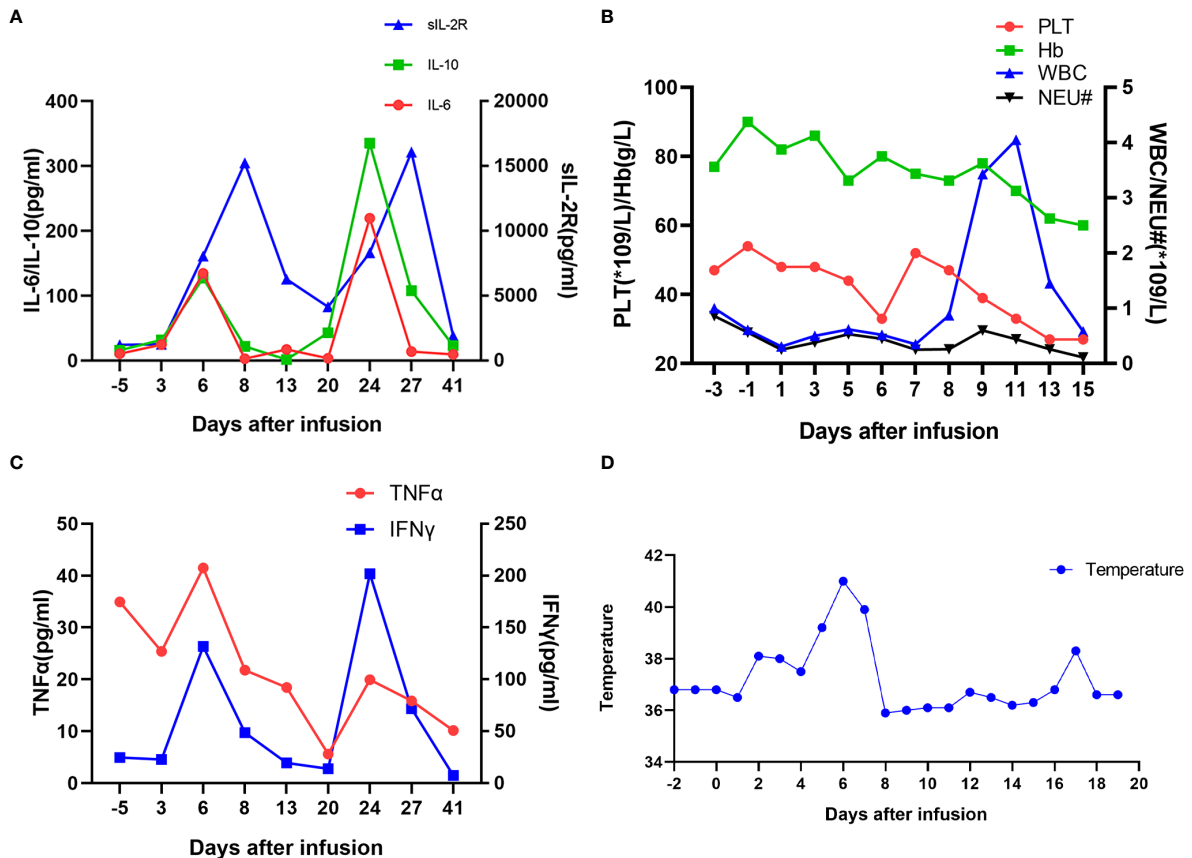 A
sIL-2R
IL-10
IL-6
400
300
200
100
0
IL-6/IL-10(pg/ml)
20000
15000
10000
5000
0
sIL-2R(pg/ml)
-5 3 6 8 13 20 24 27 41
Days after infusion
B
PLT
Hb
WBC
NEU#
100
80
60
40
20
PLT(*109/L)/Hb(g/L)
5
4
3
2
1
0
WBC/NEU#(*109/L)
-3 -1 1 3 5 6 7 8 9 11 13 15
Days after infusion
C
TNFα
IFNγ
50
40
30
20
10
0
TNFα(pg/ml)
250
200
150
100
50
0
IFNγ(pg/ml)
-5 3 6 8 13 20 24 27 41
Days after infusion
D
Temperature
42
40
38
36
34
Temperature
-2 0 2 4 6 8 10 12 14 16 18 20
Days after infusion